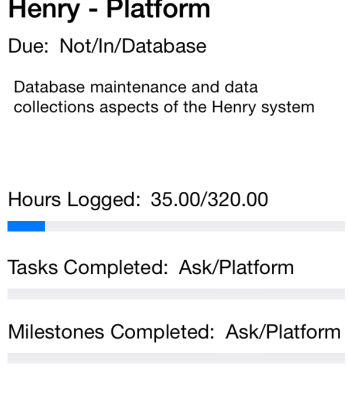 Henry - Platform
Due: Not/In/Database
Database maintenance and data
collections aspects of the Henry system
Hours Logged: 35.00/320.00
Tasks Completed: Ask/Platform
Milestones Completed: Ask/Platform